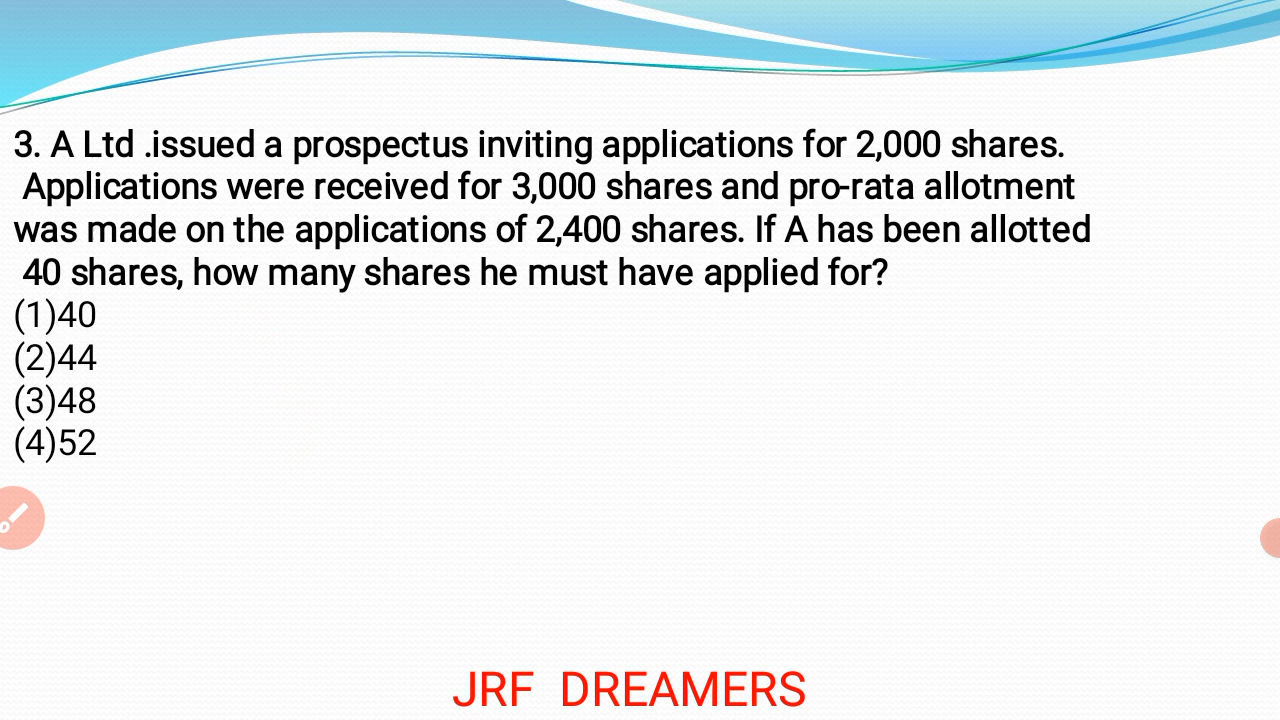 3. A Ltd .issued a prospectus inviting applications for 2,000 shares.
Applications were received for 3,000 shares and pro-rata allotment
was made on the applications of 2,400 shares. If A has been allotted
40 shares, how many shares he must have applied for?
(1)40
(2)44
(3)48
(4)52
JRF DREAMERS